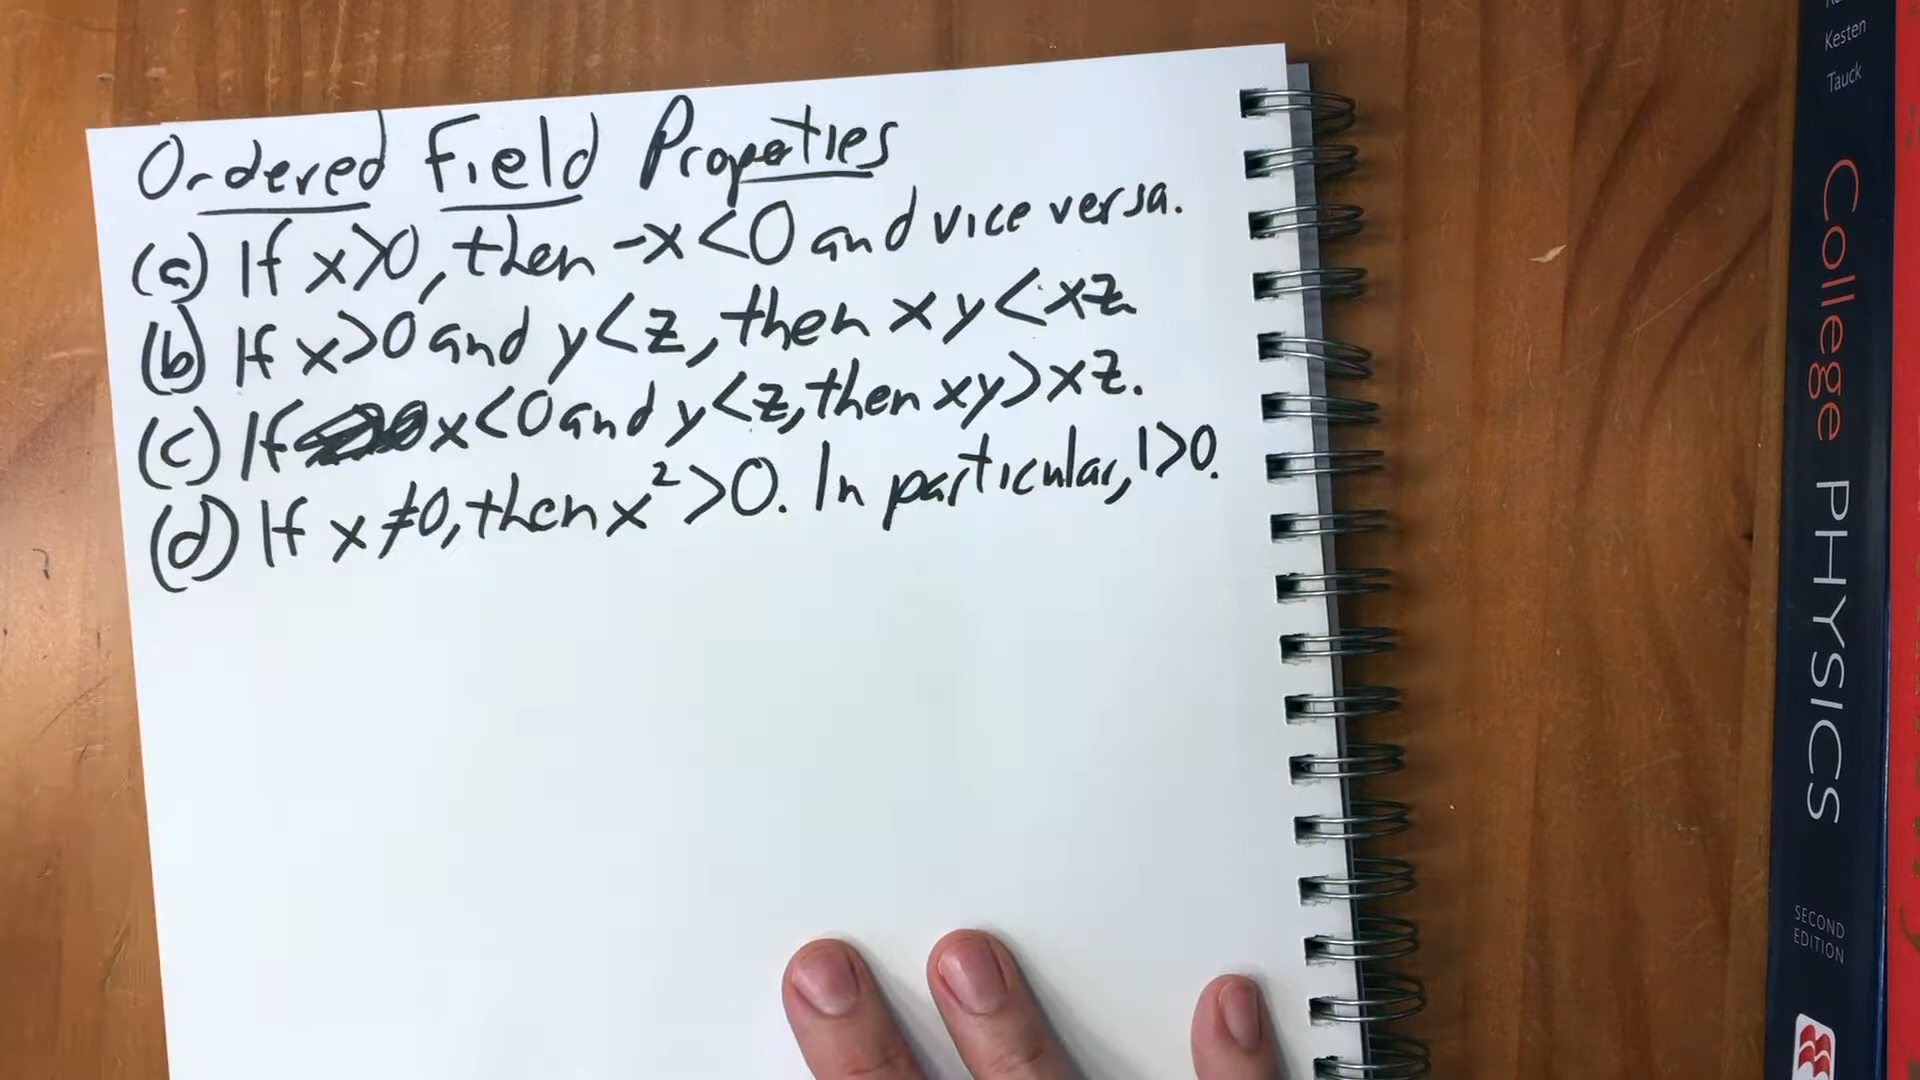 Ordered Field Properties
(a) If x>0, then -x<0 and vice versa.
(b) If x>0 and y<z, then xy<xz
(c) If x<0 and y<z, then xy>xz.
(d) If x≠0, then x²>0. In particular, 1>0.
Kesten
Tauck
College PHYSICS
SECOND
EDITION